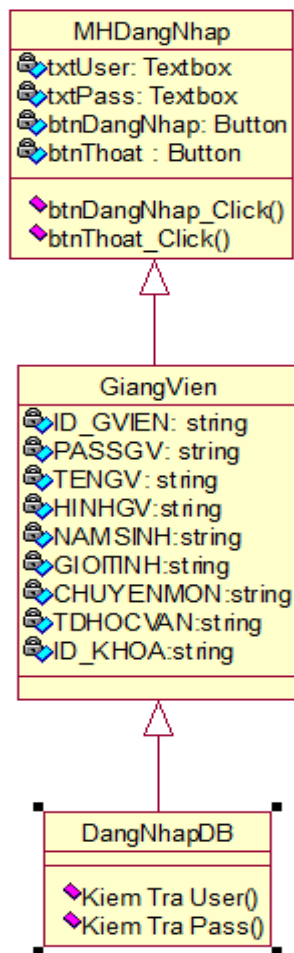 MHDangNhap
txtUser: Textbox
txtPass: Textbox
btnDangNhap: Button
btnThoat : Button
btnDangNhap_Click()
btnThoat_Click()
GiangVien
ID_GVIEN: string
PASSGV: string
TENGV: string
HINHGV:string
NAMSINH:string
GIOITINH:string
CHUYENMON:string
TDHOCVAN:string
ID_KHOA:string
DangNhapDB
Kiem Tra User()
Kiem Tra Pass()